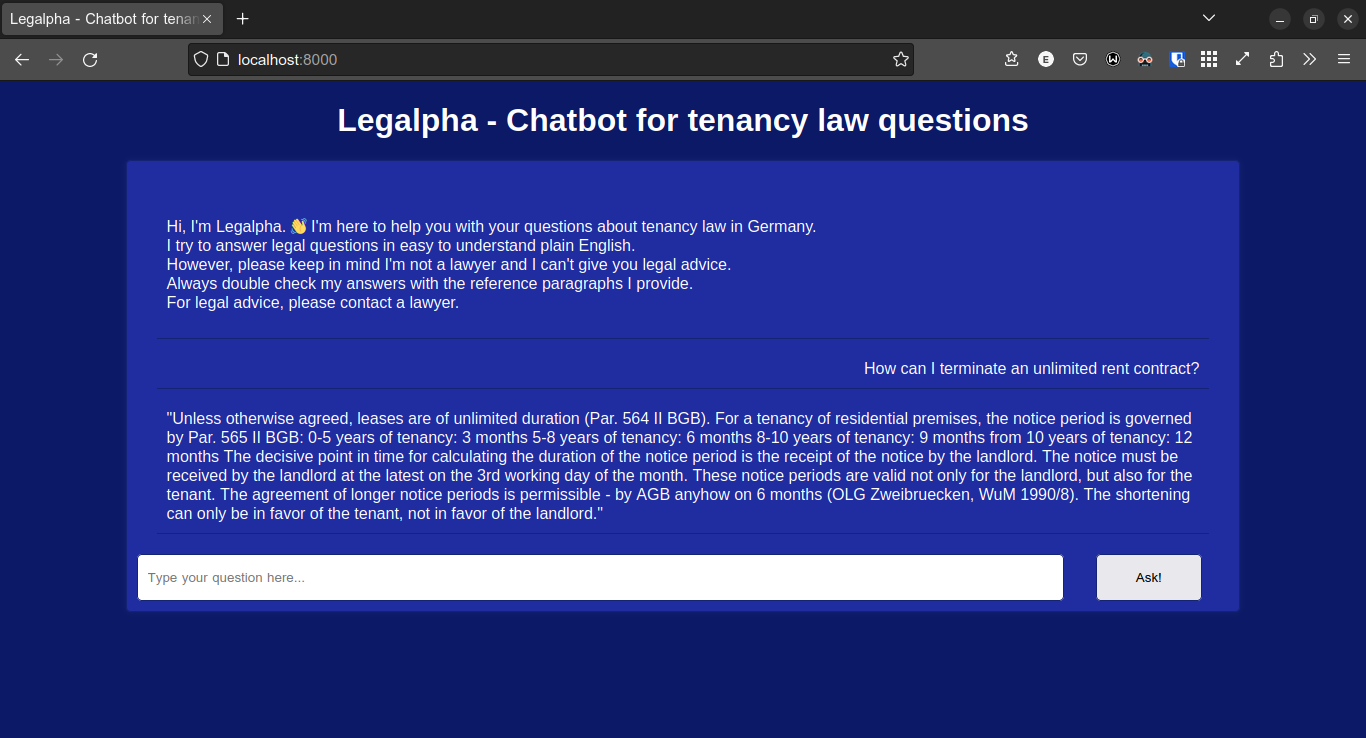 Legalpha - Chatbot for tenan
localhost:8000
E
Legalpha - Chatbot for tenancy law questions
Hi, I'm Legalpha. 👋 I'm here to help you with your questions about tenancy law in Germany.
I try to answer legal questions in easy to understand plain English.
However, please keep in mind I'm not a lawyer and I can't give you legal advice.
Always double check my answers with the reference paragraphs I provide.
For legal advice, please contact a lawyer.
How can I terminate an unlimited rent contract?
"Unless otherwise agreed, leases are of unlimited duration (Par. 564 II BGB). For a tenancy of residential premises, the notice period is governed
by Par. 565 II BGB: 0-5 years of tenancy: 3 months 5-8 years of tenancy: 6 months 8-10 years of tenancy: 9 months from 10 years of tenancy: 12
months The decisive point in time for calculating the duration of the notice period is the receipt of the notice by the landlord. The notice must be
received by the landlord at the latest on the 3rd working day of the month. These notice periods are valid not only for the landlord, but also for the
tenant. The agreement of longer notice periods is permissible - by AGB anyhow on 6 months (OLG Zweibruecken, WuM 1990/8). The shortening
can only be in favor of the tenant, not in favor of the landlord."
Type your question here...
Ask!